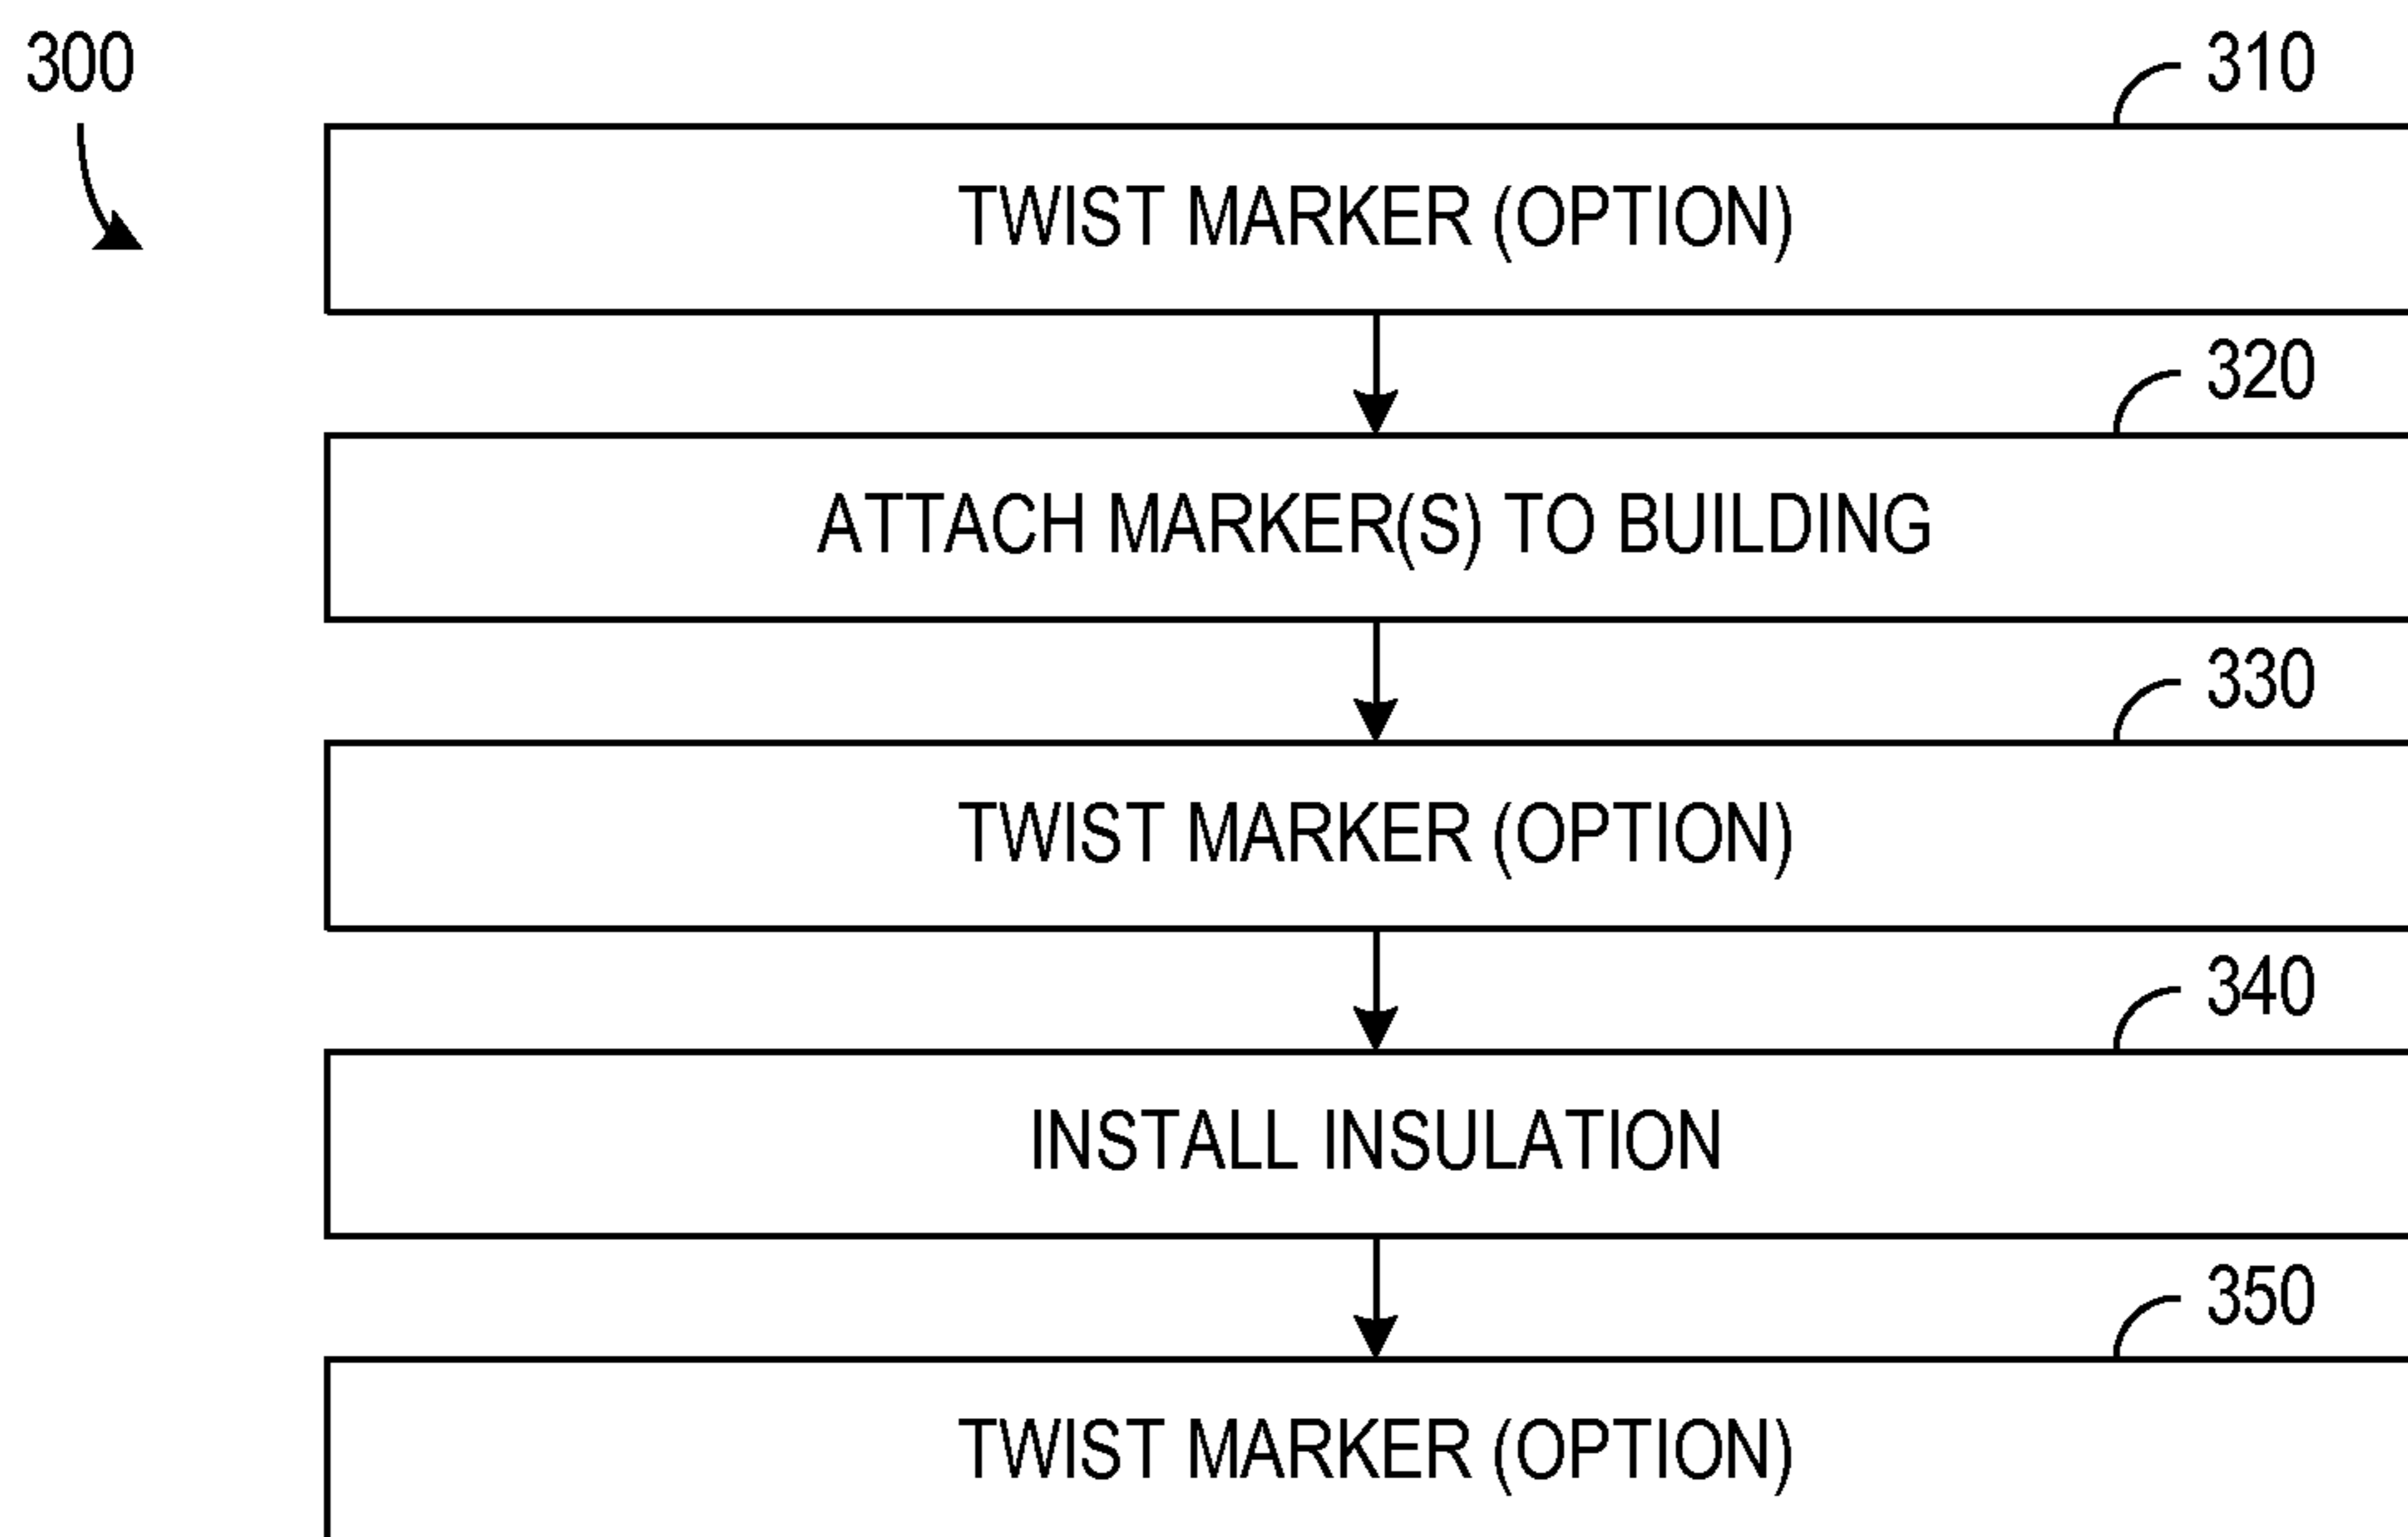 300
310
TWIST MARKER (OPTION)
320
ATTACH MARKER(S) TO BUILDING
330
TWIST MARKER (OPTION)
340
INSTALL INSULATION
350
TWIST MARKER (OPTION)